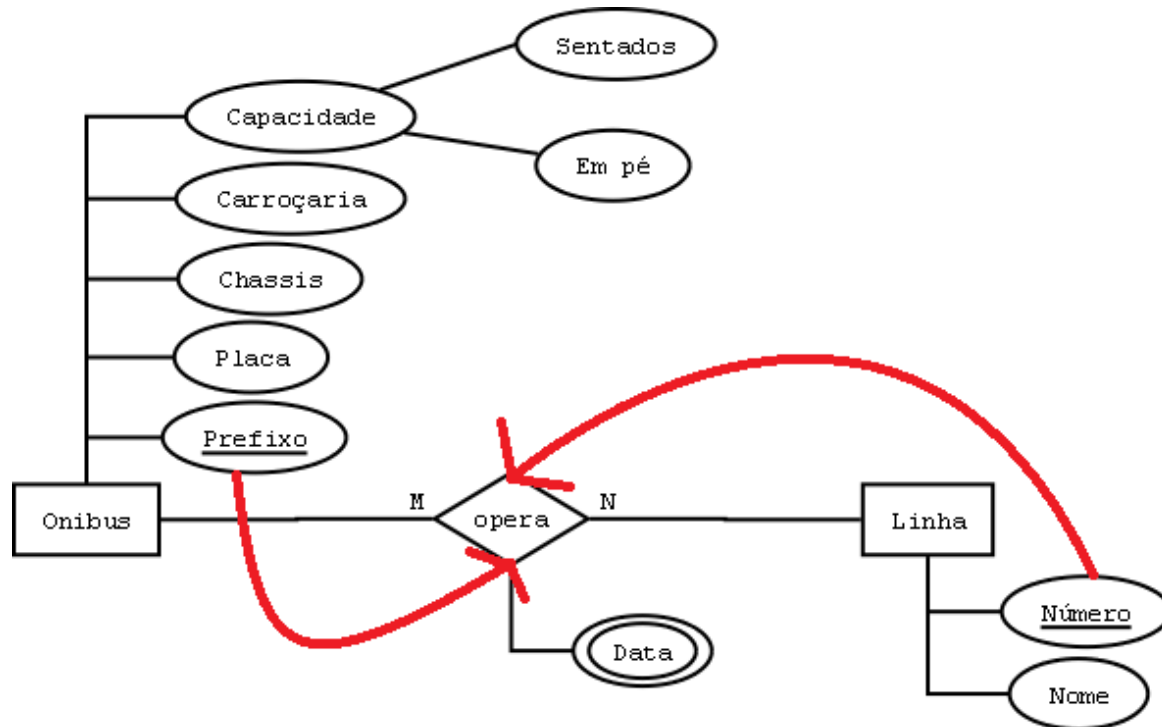 Sentados
Capacidade
Em pé
Carroçaria
Chassis
Placa
Prefixo
Onibus
M
opera
N
Linha
Número
Data
Nome